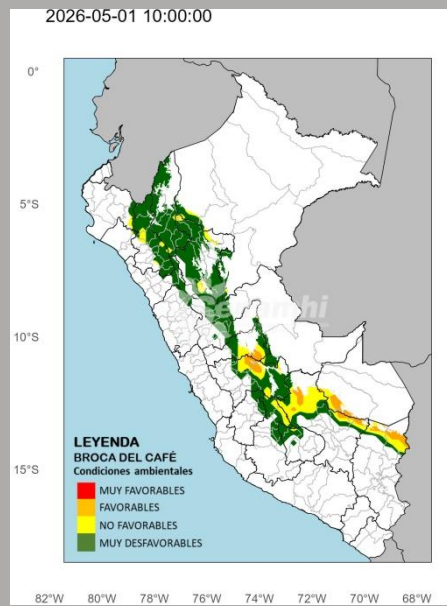 2026-05-01 10:00:00
0°
5°S
10°S
15°S
senamhi
LEYENDA
BROCA DEL CAFÉ
Condiciones ambientales
MUY FAVORABLES
FAVORABLES
NO FAVORABLES
MUY DESFAVORABLES
82°W 80°W 78°W 76°W 74°W 72°W 70°W 68°W